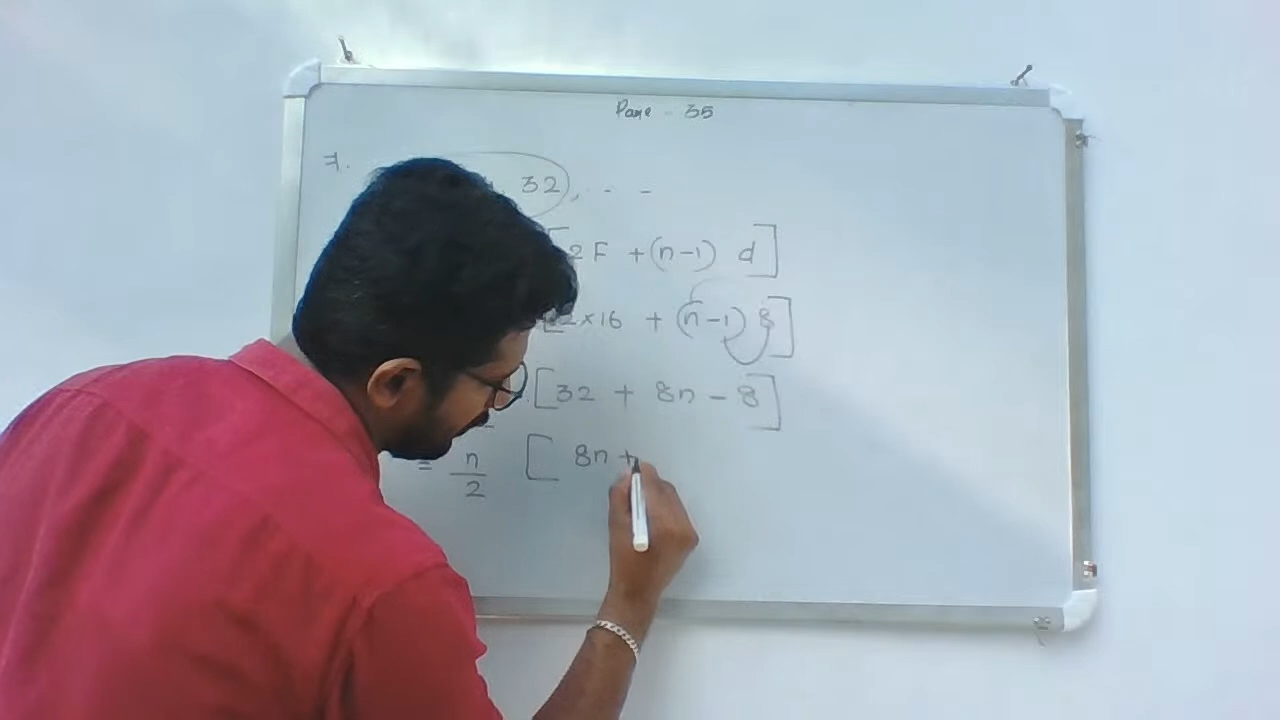 Page - 35
7.
32), . - -
[2F + (n-1) d]
[2×16 + (n-1) 8]
[32 + 8n - 8]
= n/2 [ 8n +